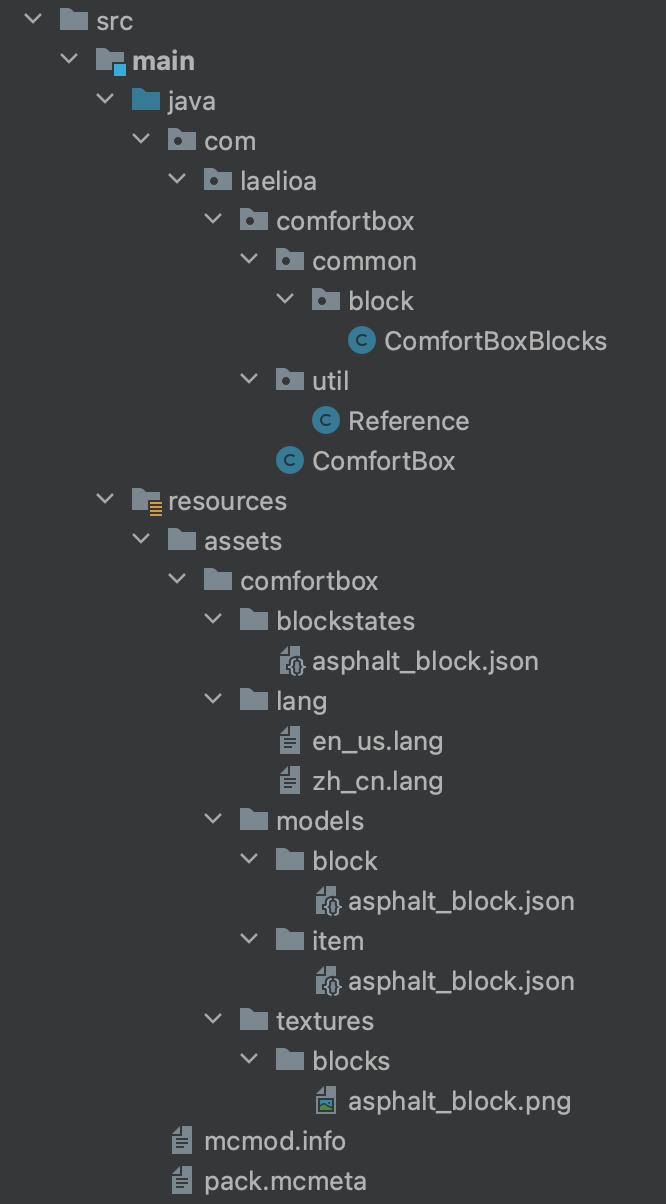 src
main
java
com
laelioa
comfortbox
common
block
ComfortBoxBlocks
util
Reference
ComfortBox
resources
assets
comfortbox
blockstates
asphalt_block.json
lang
en_us.lang
zh_cn.lang
models
block
asphalt_block.json
item
asphalt_block.json
textures
blocks
asphalt_block.png
mcmod.info
pack.mcmeta